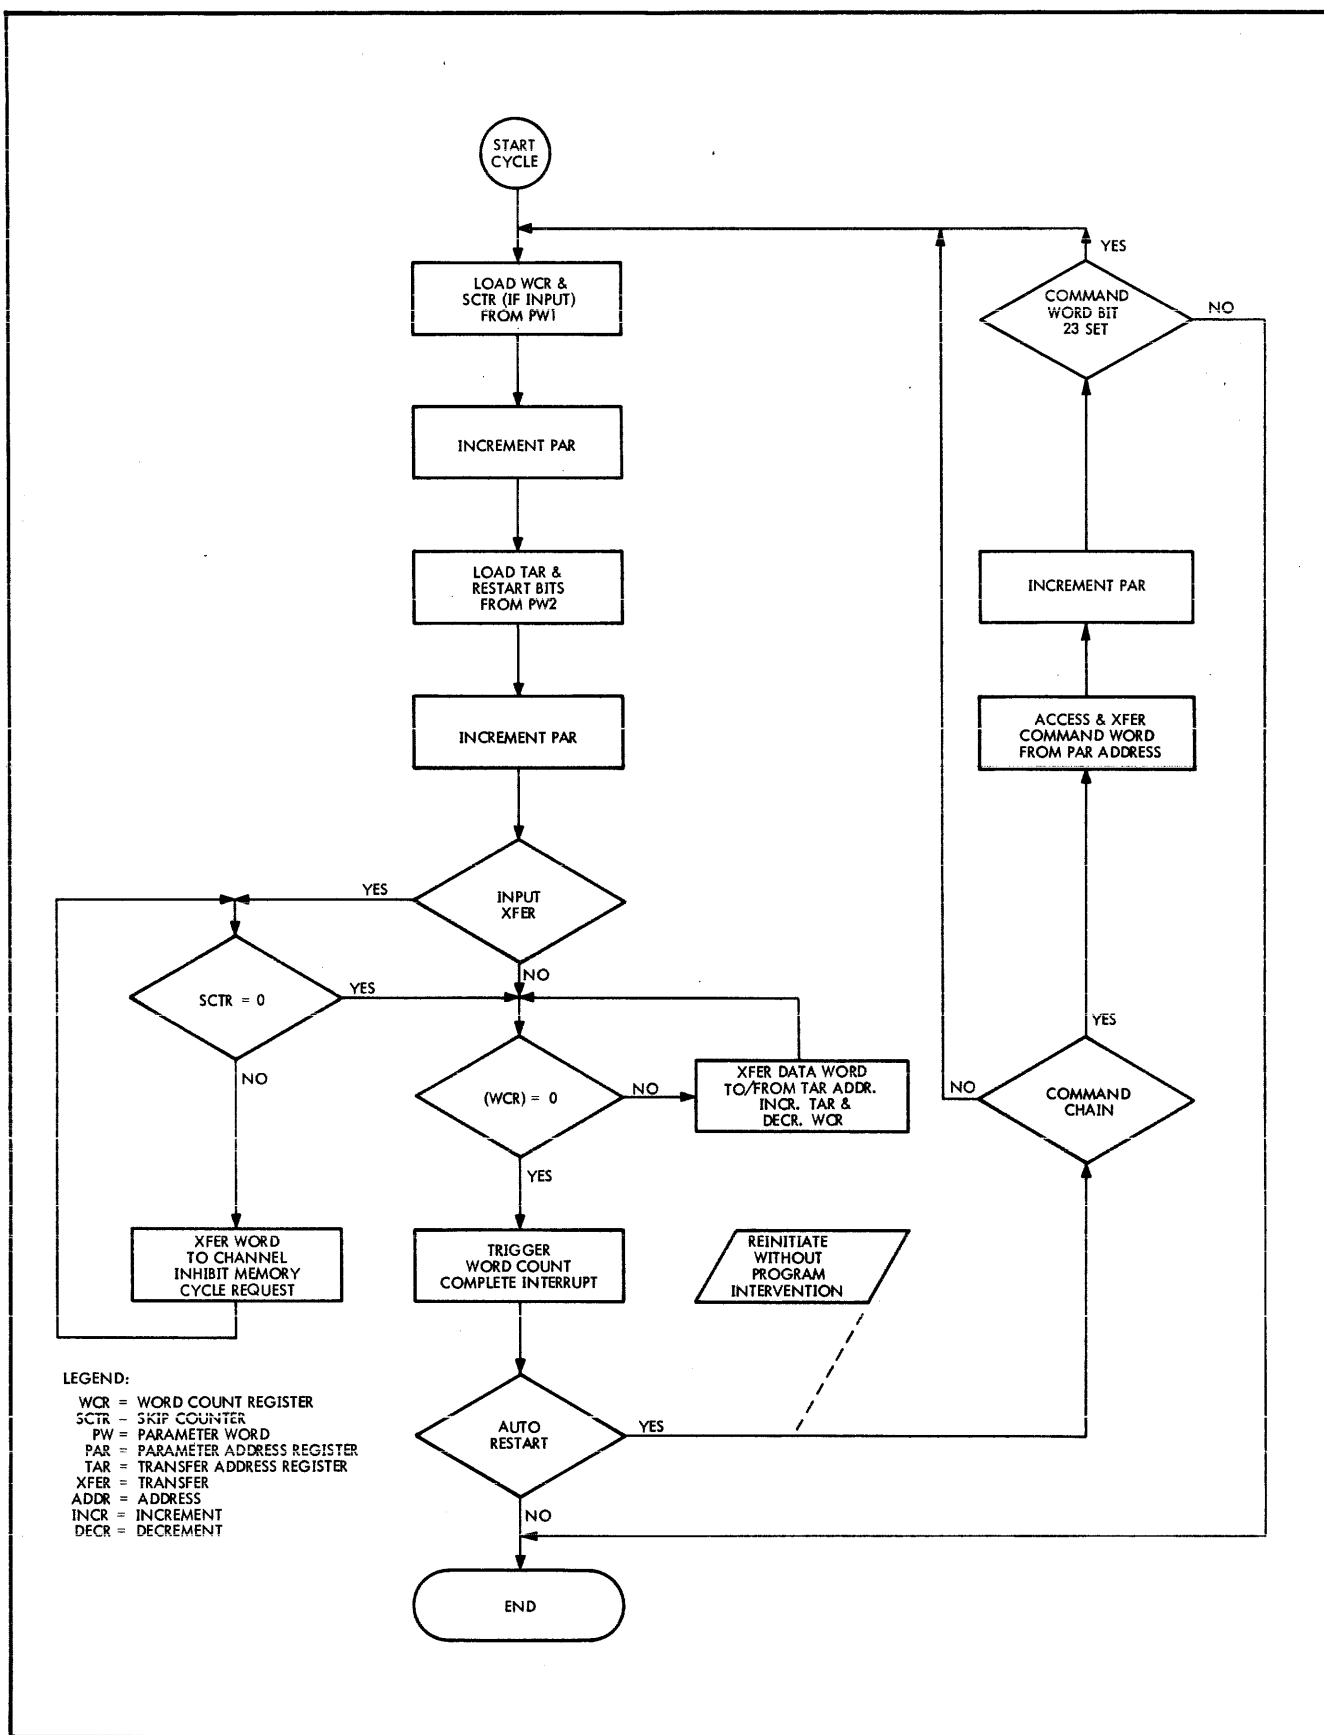 START
CYCLE
YES
LOAD WCR &
SCTR (IF INPUT)
FROM PW1
COMMAND
WORD BIT
23 SET
NO
INCREMENT PAR
LOAD TAR &
RESTART BITS
FROM PW2
INCREMENT PAR
INCREMENT PAR
ACCESS & XFER
COMMAND WORD
FROM PAR ADDRESS
INPUT
XFER
YES
NO
SCTR = 0
YES
NO
(WCR) = 0
NO
YES
XFER DATA WORD
TO/FROM TAR ADDR.
INCR. TAR &
DECR. WCR
YES
NO
COMMAND
CHAIN
XFER WORD
TO CHANNEL
INHIBIT MEMORY
CYCLE REQUEST
TRIGGER
WORD COUNT
COMPLETE INTERRUPT
REINITIATE
WITHOUT
PROGRAM
INTERVENTION
AUTO
RESTART
YES
NO
LEGEND:
WCR = WORD COUNT REGISTER
SCTR = SKIP COUNTER
PW = PARAMETER WORD
PAR = PARAMETER ADDRESS REGISTER
TAR = TRANSFER ADDRESS REGISTER
XFER = TRANSFER
ADDR = ADDRESS
INCR = INCREMENT
DECR = DECREMENT
END